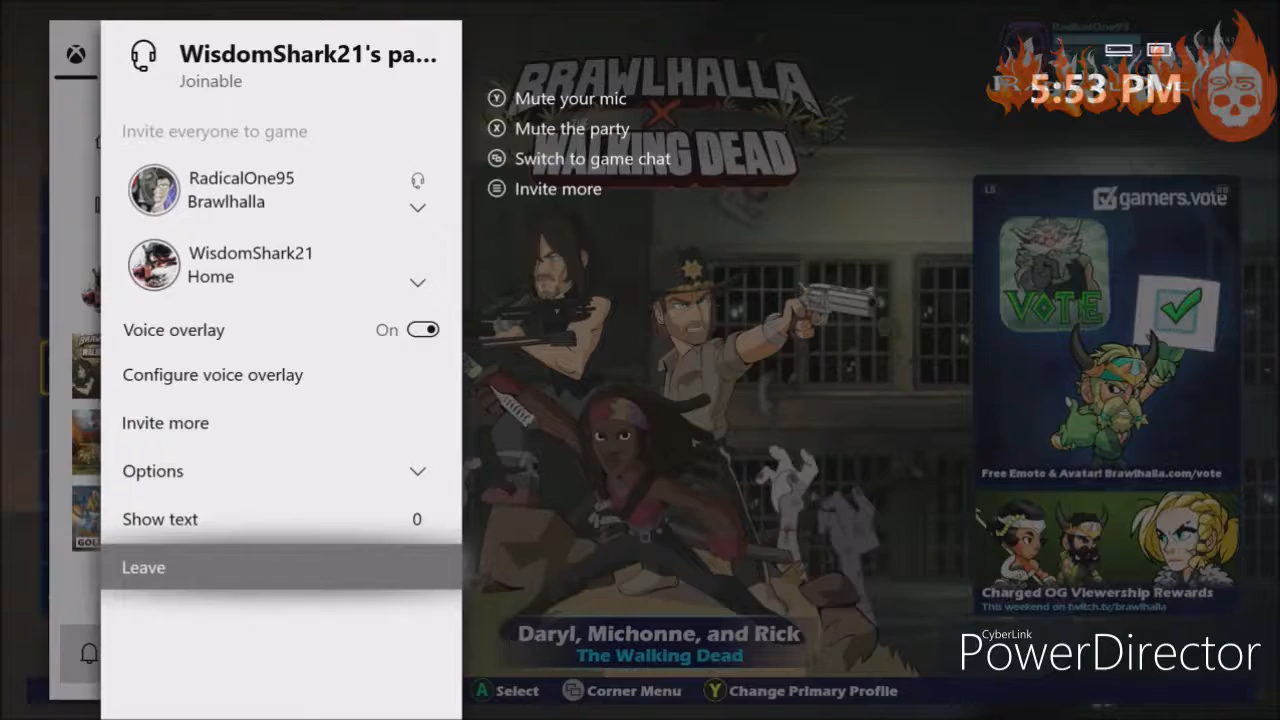 WisdomShark21's pa...
Joinable
Invite everyone to game
RadicalOne95
Brawlhalla
WisdomShark21
Home
Voice overlay On
Configure voice overlay
Invite more
Options
Show text 0
Leave
Mute your mic
Mute the party
Switch to game chat
Invite more
BRAWLHALLA
X
WALKING DEAD
Daryl, Michonne, and Rick
The Walking Dead
A Select
Corner Menu
Y Change Primary Profile
RadicalOne95
5:53 PM
gamers.vote
VOTE
Free Emote & Avatar! Brawlhalla.com/vote
Charged OG Viewership Rewards
This weekend on twitch.tv/brawlhalla
CyberLink
PowerDirector